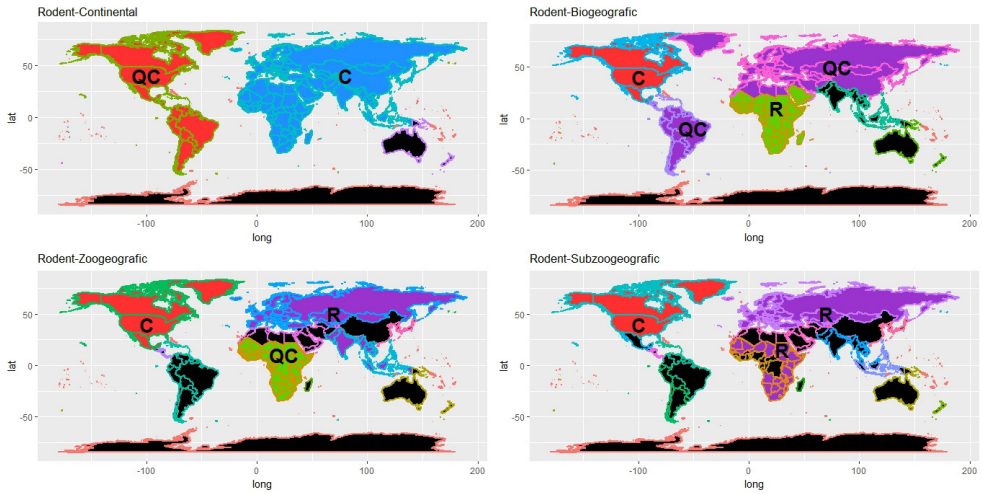 Rodent-Continental
50
0
-50
lat
QC
C
-100
0
100
200
long
Rodent-Biogeografic
50
0
-50
lat
C
QC
QC
R
-100
0
100
200
long
Rodent-Zoogeografic
50
0
-50
lat
C
R
QC
-100
0
100
200
long
Rodent-Subzoogeografic
50
0
-50
lat
C
R
R
-100
0
100
200
long